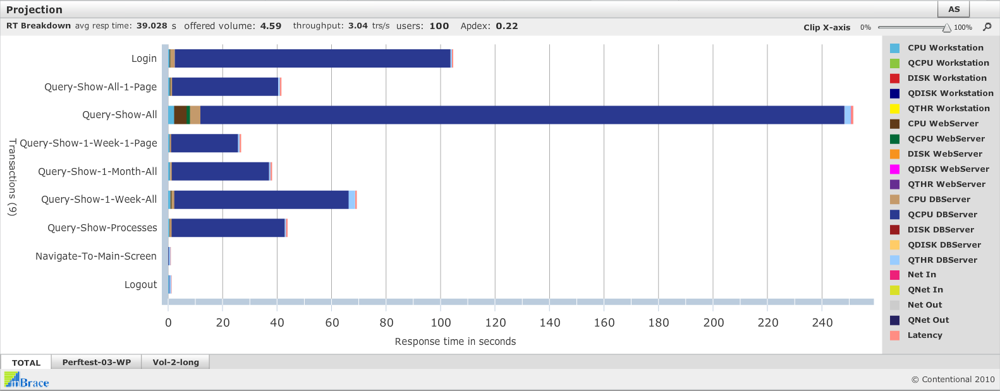 Projection
AS
RT Breakdown avg resp time: 39.028 s offered volume: 4.59 throughput: 3.04 trs/s users: 100 Apdex: 0.22
Clip X-axis 0% 100%
Transactions (9)
Login
Query-Show-All-1-Page
Query-Show-All
Query-Show-1-Week-1-Page
Query-Show-1-Month-All
Query-Show-1-Week-All
Query-Show-Processes
Navigate-To-Main-Screen
Logout
0 20 40 60 80 100 120 140 160 180 200 220 240
Response time in seconds
CPU Workstation
QCPU Workstation
DISK Workstation
QDISK Workstation
QTHR Workstation
CPU WebServer
QCPU WebServer
DISK WebServer
QDISK WebServer
QTHR WebServer
CPU DBServer
QCPU DBServer
DISK DBServer
QDISK DBServer
QTHR DBServer
Net In
QNet In
Net Out
QNet Out
Latency
TOTAL Perftest-03-WP Vol-2-long
Brace
© Contentional 2010